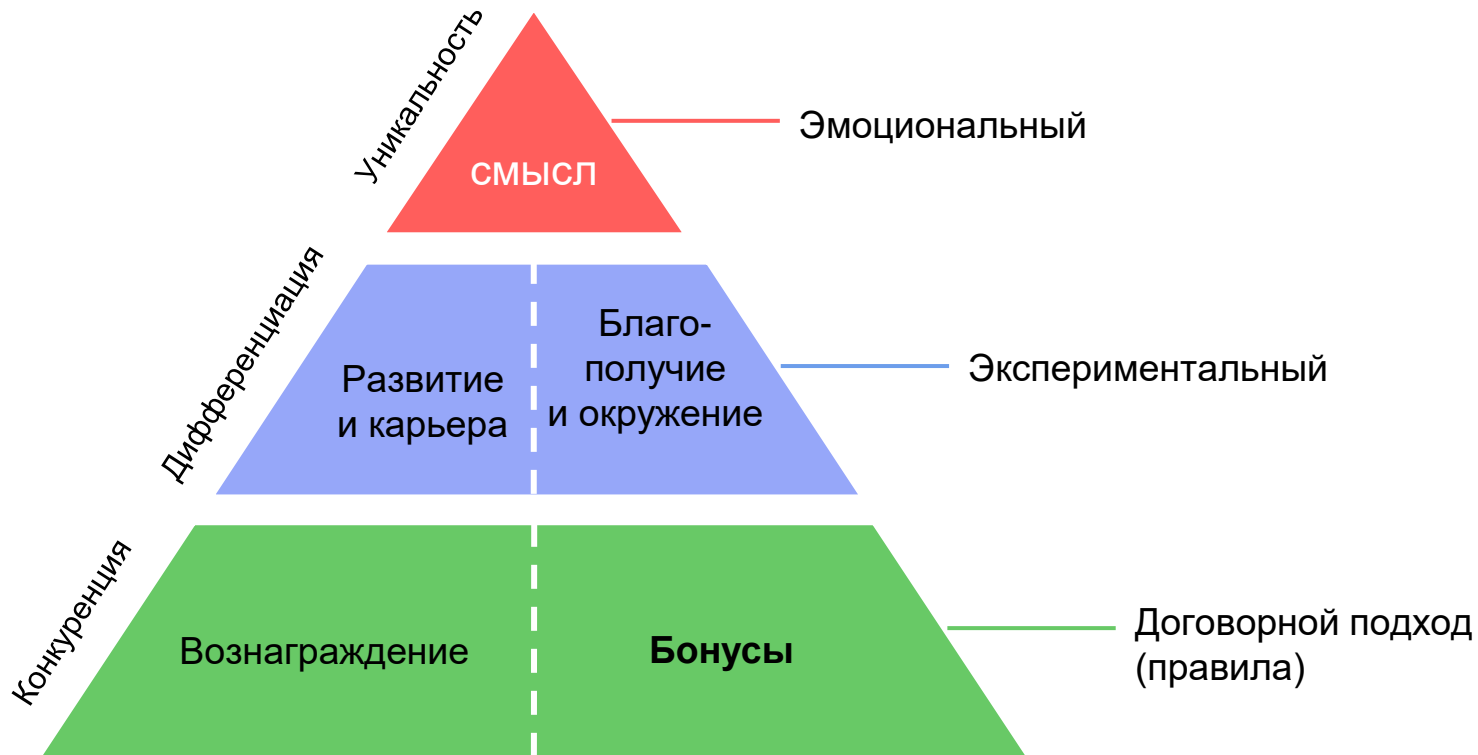 Уникальность
смысл
Эмоциональный
Дифференциация
Развитие
и карьера
Благо-
получие
и окружение
Экспериментальный
Конкуренция
Вознаграждение
Бонусы
Договорной подход
(правила)